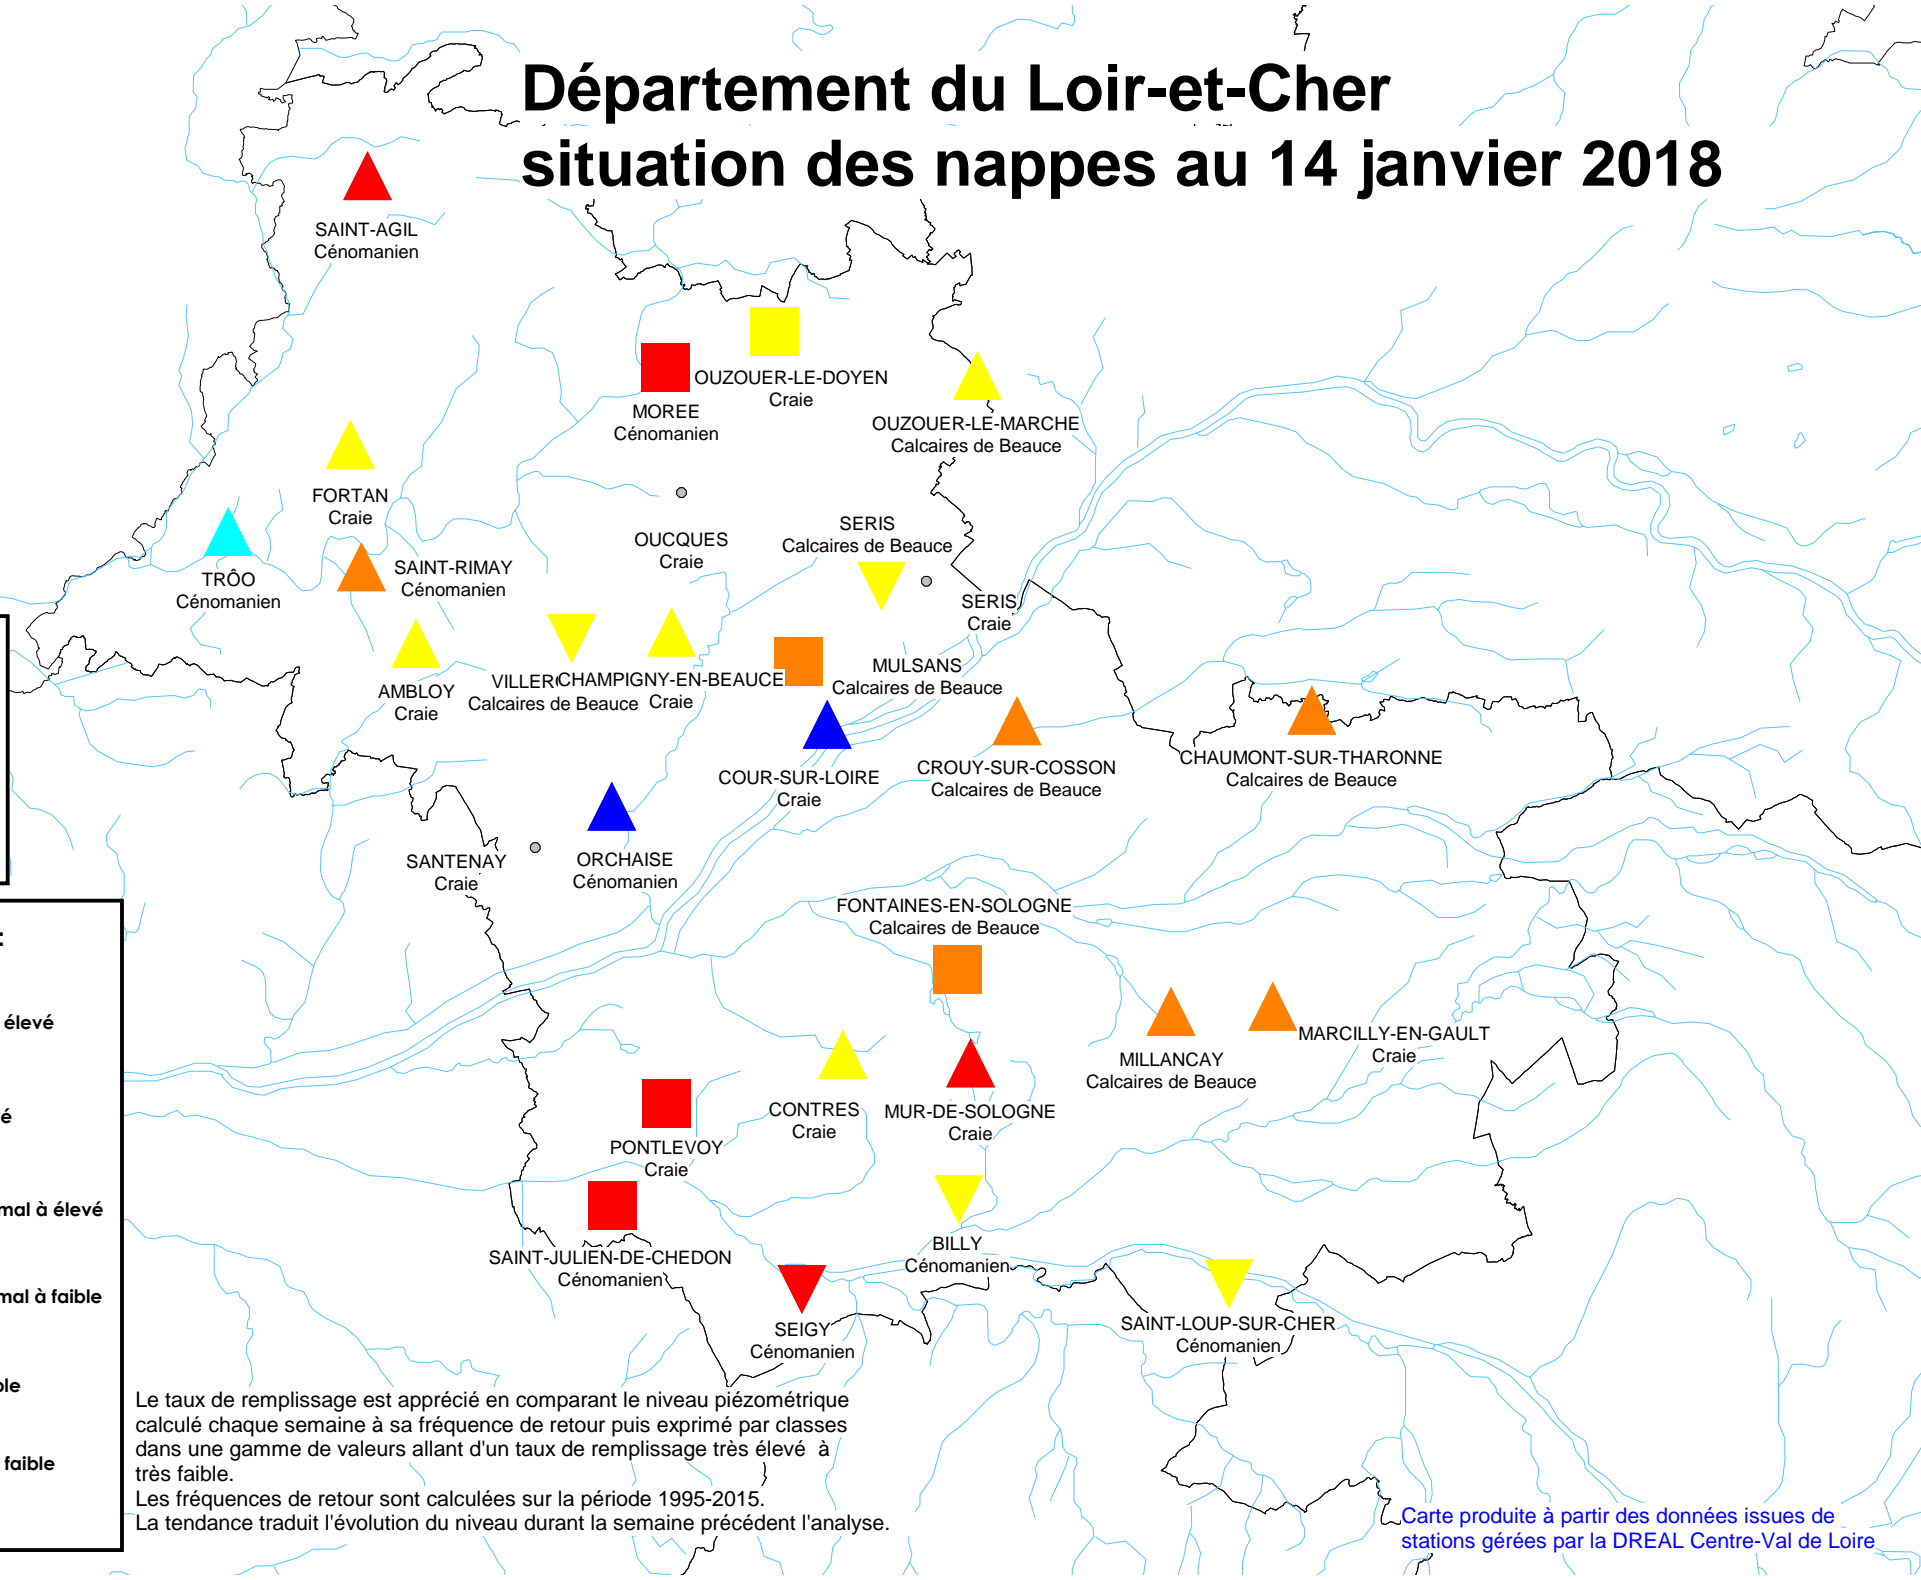 Département du Loir-et-Cher
situation des nappes au 14 janvier 2018
SAINT-AGIL
Cénomanien
OUZOUER-LE-DOYEN
Craie
MOREE
Cénomanien
OUZOUER-LE-MARCHE
Calcaires de Beauce
FORTAN
Craie
OUCQUES
Craie
SERIS
Calcaires de Beauce
TRÔO
Cénomanien
SAINT-RIMAY
Cénomanien
SERIS
Craie
AMBLOY
Craie
VILLER
Calcaires de Beauce
CHAMPIGNY-EN-BEAUCE
Craie
MULSANS
Calcaires de Beauce
COUR-SUR-LOIRE
Craie
CROUY-SUR-COSSON
Calcaires de Beauce
CHAUMONT-SUR-THARONNE
Calcaires de Beauce
SANTENAY
Craie
ORCHAISE
Cénomanien
FONTAINES-EN-SOLOGNE
Calcaires de Beauce
MARCILLY-EN-GAULT
Craie
MILLANCAY
Calcaires de Beauce
CONTRES
Craie
MUR-DE-SOLOGNE
Craie
PONTLEVOY
Craie
SAINT-JULIEN-DE-CHEDON
Cénomanien
BILLY
Cénomanien
SEIGY
Cénomanien
SAINT-LOUP-SUR-CHER
Cénomanien
:
élevé
é
mal à élevé
mal à faible
ble
faible
Le taux de remplissage est apprécié en comparant le niveau piézométrique
calculé chaque semaine à sa fréquence de retour puis exprimé par classes
dans une gamme de valeurs allant d'un taux de remplissage très élevé à
très faible.
Les fréquences de retour sont calculées sur la période 1995-2015.
La tendance traduit l'évolution du niveau durant la semaine précédent l'analyse.
Carte produite à partir des données issues de
stations gérées par la DREAL Centre-Val de Loire